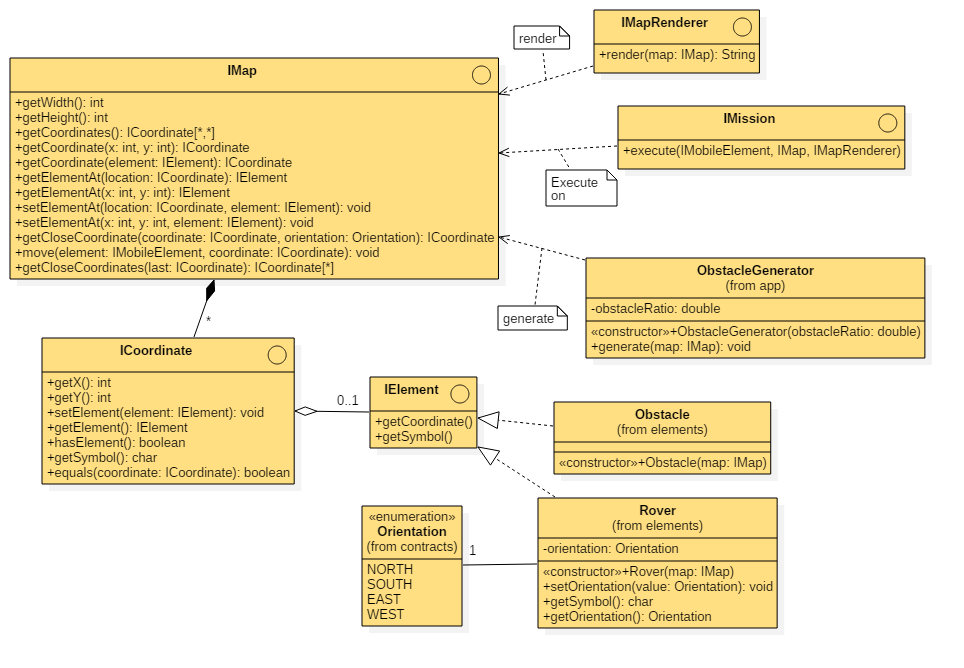 IMap
+getWidth(): int
+getHeight(): int
+getCoordinates(): ICoordinate[*,*]
+getCoordinate(x: int, y: int): ICoordinate
+getCoordinate(element: IElement): ICoordinate
+getElementAt(location: ICoordinate): IElement
+getElementAt(x: int, y: int): IElement
+setElementAt(location: ICoordinate, element: IElement): void
+setElementAt(x: int, y: int, element: IElement): void
+getCloseCoordinate(coordinate: ICoordinate, orientation: Orientation): ICoordinate
+move(element: IMobileElement, coordinate: ICoordinate): void
+getCloseCoordinates(last: ICoordinate): ICoordinate[*]
render
IMapRenderer
+render(map: IMap): String
IMission
+execute(IMobileElement, IMap, IMapRenderer)
Execute
on
ObstacleGenerator
(from app)
-obstacleRatio: double
«constructor»+ObstacleGenerator(obstacleRatio: double)
+generate(map: IMap): void
generate
*
ICoordinate
+getX(): int
+getY(): int
+setElement(element: IElement): void
+getElement(): IElement
+hasElement(): boolean
+getSymbol(): char
+equals(coordinate: ICoordinate): boolean
0..1
IElement
+getCoordinate()
+getSymbol()
Obstacle
(from elements)
«constructor»+Obstacle(map: IMap)
«enumeration»
Orientation
(from contracts)
NORTH
SOUTH
EAST
WEST
1
Rover
(from elements)
-orientation: Orientation
«constructor»+Rover(map: IMap)
+setOrientation(value: Orientation): void
+getSymbol(): char
+getOrientation(): Orientation